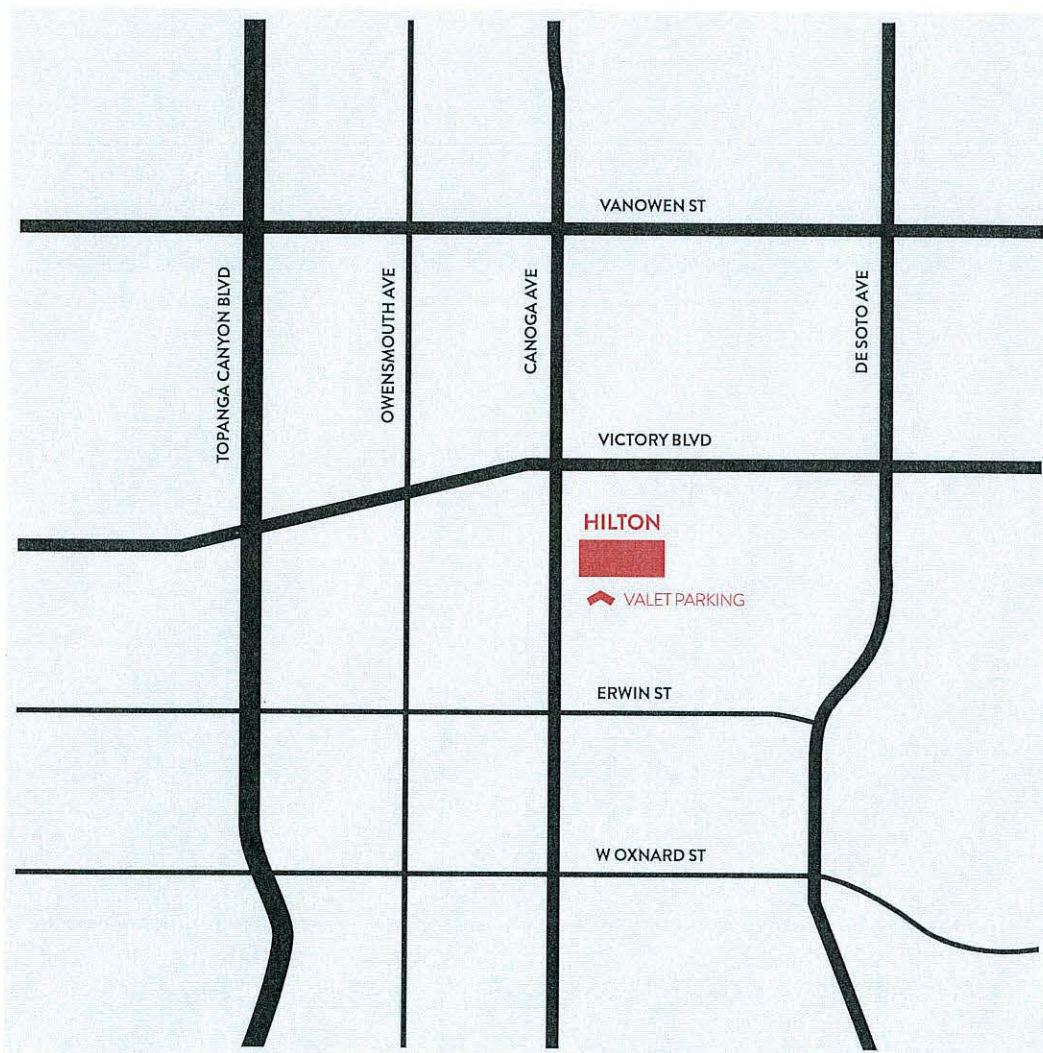 VANOWEN ST
TOPANGA CANYON BLVD
OWENSMOUTH AVE
CANOGA AVE
DE SOTO AVE
VICTORY BLVD
HILTON
VALET PARKING
ERWIN ST
W OXNARD ST